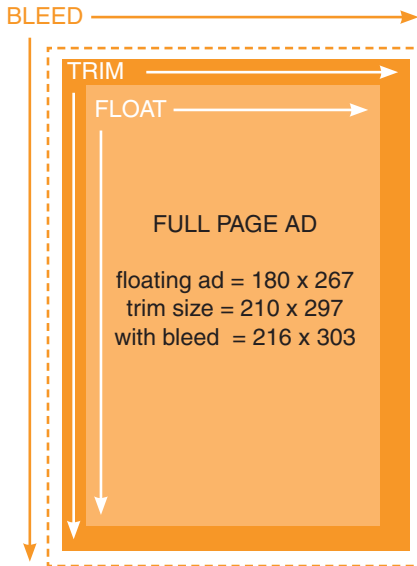 BLEED
TRIM
FLOAT
FULL PAGE AD
floating ad = 180 x 267
trim size = 210 x 297
with bleed = 216 x 303